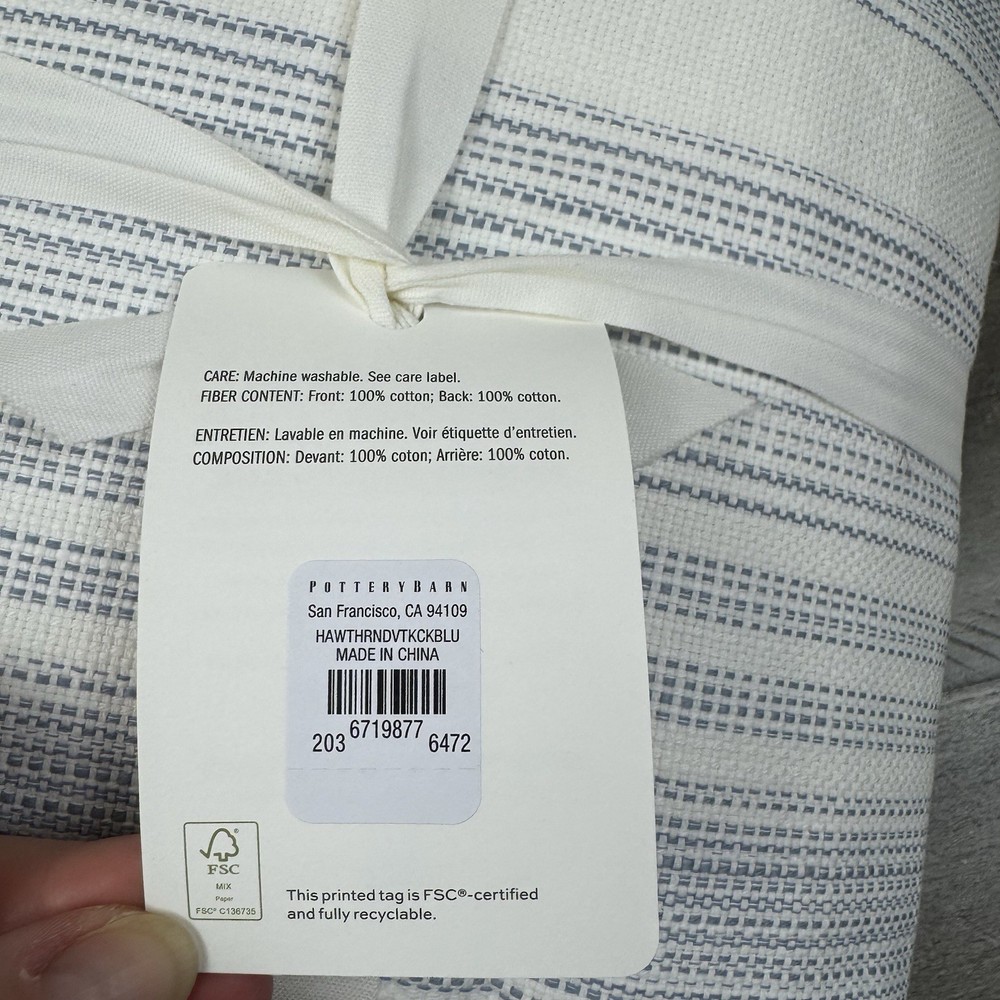 CARE: Machine washable. See care label.
FIBER CONTENT: Front: 100% cotton; Back: 100% cotton.
ENTRETIEN: Lavable en machine. Voir étiquette d'entretien.
COMPOSITION: Devant: 100% coton; Arrière: 100% coton.
POTTERYBARN
San Francisco, CA 94109
HAWTHRNDVTKCKBLU
MADE IN CHINA
203 6719877 6472
FSC
MIX
Paper
FSC® C136735
This printed tag is FSC®-certified
and fully recyclable.